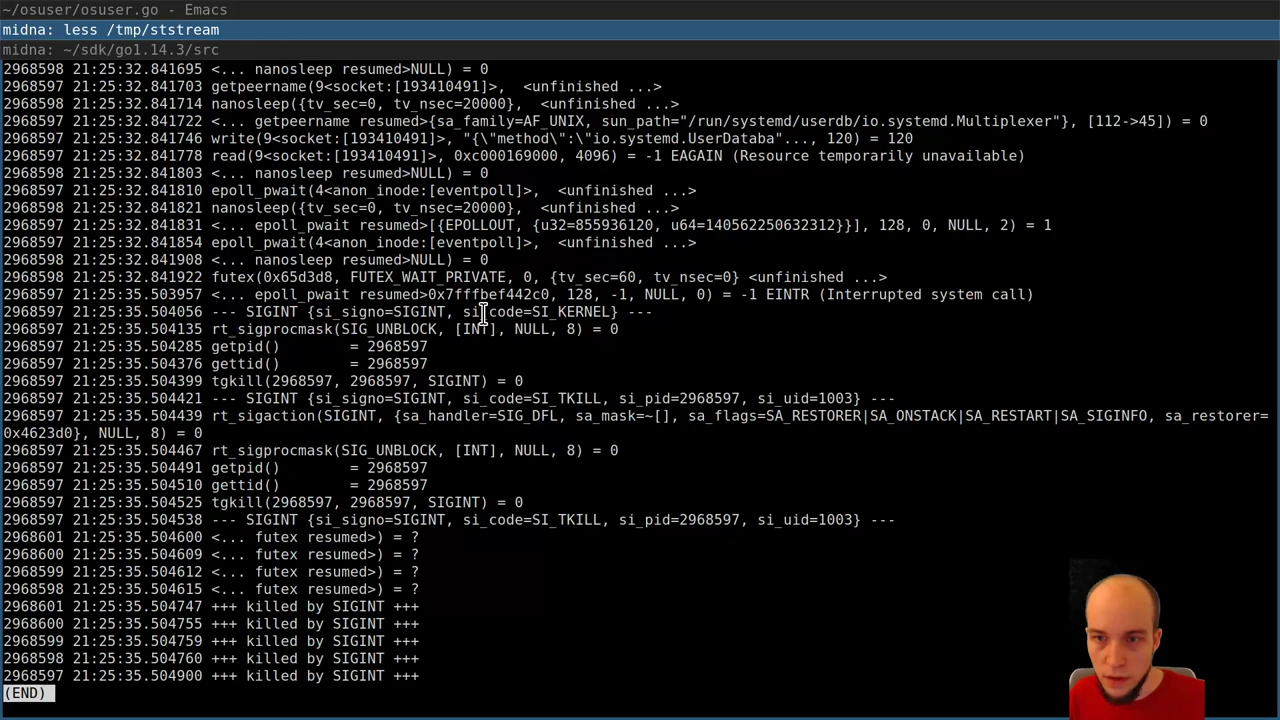 ~/osuser/osuser.go - Emacs
midna: less /tmp/ststream
midna: ~/sdk/go1.14.3/src
2968598 21:25:32.841695 <... nanosleep resumed>NULL) = 0
2968597 21:25:32.841703 getpeername(9<socket:[193410491]>,  <unfinished ...>
2968598 21:25:32.841714 nanosleep({tv_sec=0, tv_nsec=20000},  <unfinished ...>
2968597 21:25:32.841722 <... getpeername resumed>{sa_family=AF_UNIX, sun_path="/run/systemd/userdb/io.systemd.Multiplexer"}, [112->45]) = 0
2968597 21:25:32.841746 write(9<socket:[193410491]>, "{\"method\":\"io.systemd.UserDataba"..., 120) = 120
2968597 21:25:32.841778 read(9<socket:[193410491]>, 0xc000169000, 4096) = -1 EAGAIN (Resource temporarily unavailable)
2968598 21:25:32.841803 <... nanosleep resumed>NULL) = 0
2968597 21:25:32.841810 epoll_pwait(4<anon_inode:[eventpoll]>,  <unfinished ...>
2968598 21:25:32.841821 nanosleep({tv_sec=0, tv_nsec=20000},  <unfinished ...>
2968597 21:25:32.841831 <... epoll_pwait resumed>[{EPOLLOUT, {u32=855936120, u64=140562250632312}}], 128, 0, NULL, 2) = 1
2968597 21:25:32.841854 epoll_pwait(4<anon_inode:[eventpoll]>,  <unfinished ...>
2968598 21:25:32.841908 <... nanosleep resumed>NULL) = 0
2968598 21:25:32.841922 futex(0x65d3d8, FUTEX_WAIT_PRIVATE, 0, {tv_sec=60, tv_nsec=0} <unfinished ...>
2968597 21:25:35.503957 <... epoll_pwait resumed>0x7fffbef442c0, 128, -1, NULL, 0) = -1 EINTR (Interrupted system call)
2968597 21:25:35.504056 --- SIGINT {si_signo=SIGINT, si_code=SI_KERNEL} ---
2968597 21:25:35.504135 rt_sigprocmask(SIG_UNBLOCK, [INT], NULL, 8) = 0
2968597 21:25:35.504285 getpid()        = 2968597
2968597 21:25:35.504376 gettid()        = 2968597
2968597 21:25:35.504399 tgkill(2968597, 2968597, SIGINT) = 0
2968597 21:25:35.504421 --- SIGINT {si_signo=SIGINT, si_code=SI_TKILL, si_pid=2968597, si_uid=1003} ---
2968597 21:25:35.504439 rt_sigaction(SIGINT, {sa_handler=SIG_DFL, sa_mask=~[], sa_flags=SA_RESTORER|SA_ONSTACK|SA_RESTART|SA_SIGINFO, sa_restorer=
0x4623d0}, NULL, 8) = 0
2968597 21:25:35.504467 rt_sigprocmask(SIG_UNBLOCK, [INT], NULL, 8) = 0
2968597 21:25:35.504491 getpid()        = 2968597
2968597 21:25:35.504510 gettid()        = 2968597
2968597 21:25:35.504525 tgkill(2968597, 2968597, SIGINT) = 0
2968597 21:25:35.504538 --- SIGINT {si_signo=SIGINT, si_code=SI_TKILL, si_pid=2968597, si_uid=1003} ---
2968601 21:25:35.504600 <... futex resumed>) = ?
2968600 21:25:35.504609 <... futex resumed>) = ?
2968599 21:25:35.504612 <... futex resumed>) = ?
2968598 21:25:35.504615 <... futex resumed>) = ?
2968601 21:25:35.504747 +++ killed by SIGINT +++
2968600 21:25:35.504755 +++ killed by SIGINT +++
2968599 21:25:35.504759 +++ killed by SIGINT +++
2968598 21:25:35.504760 +++ killed by SIGINT +++
2968597 21:25:35.504900 +++ killed by SIGINT +++
(END)